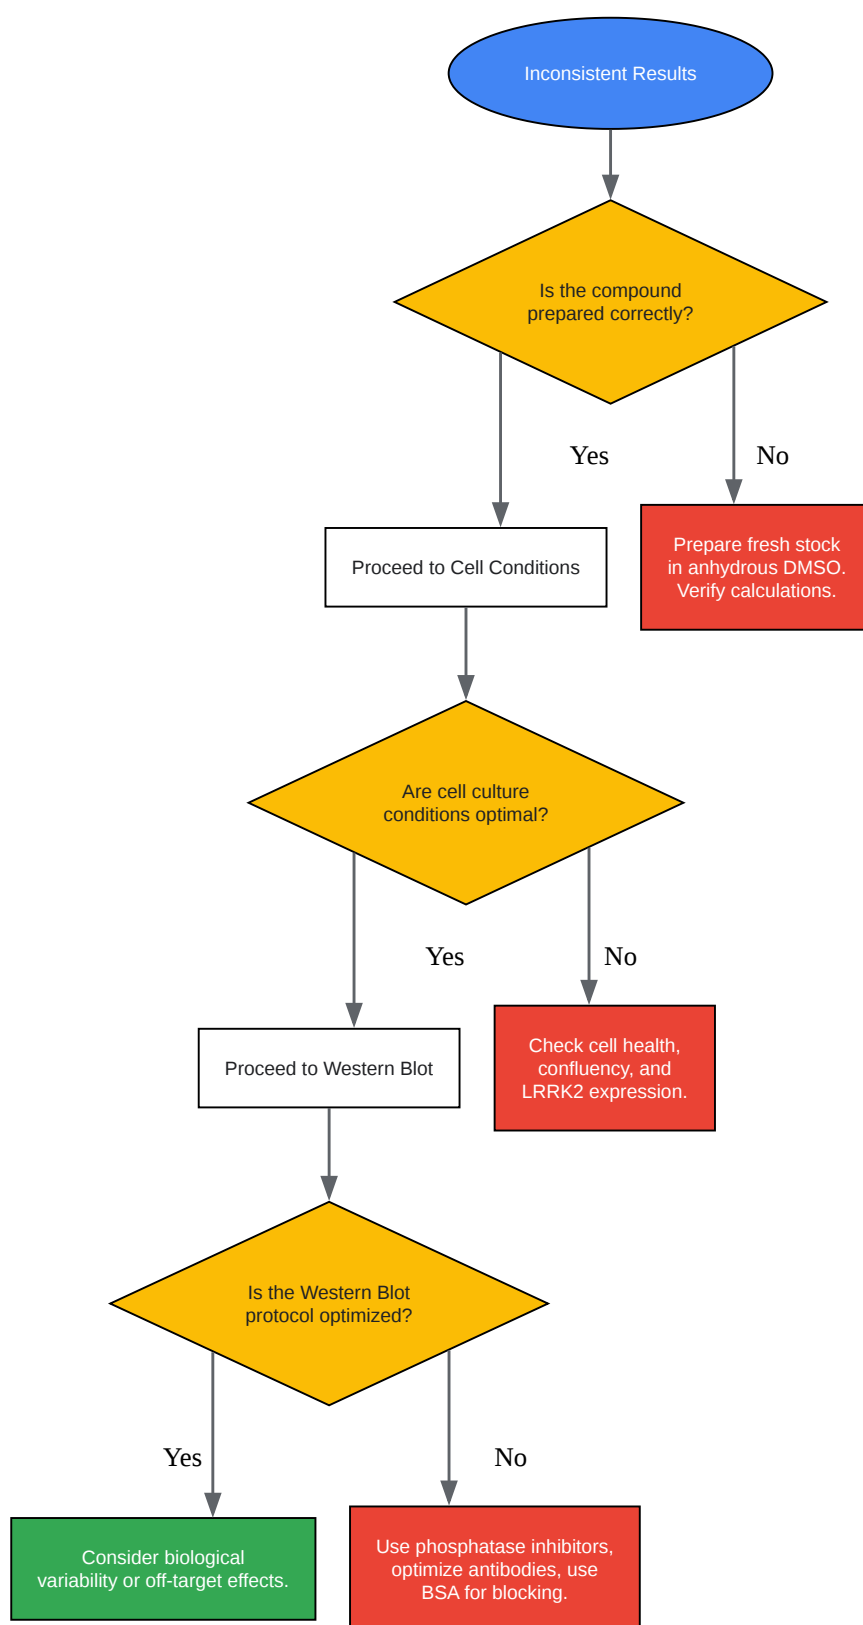 Inconsistent Results
Is the compound
prepared correctly?
Yes
No
Proceed to Cell Conditions
Prepare fresh stock
in anhydrous DMSO.
Verify calculations.
Are cell culture
conditions optimal?
Yes
No
Proceed to Western Blot
Check cell health,
confluency, and
LRRK2 expression.
Is the Western Blot
protocol optimized?
Yes
No
Consider biological
variability or off-target effects.
Use phosphatase inhibitors,
optimize antibodies, use
BSA for blocking.